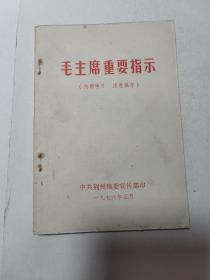 毛主席重要指示
（内部学习　注意保存）
中共荆州地委宣传部印
一九七六年五月